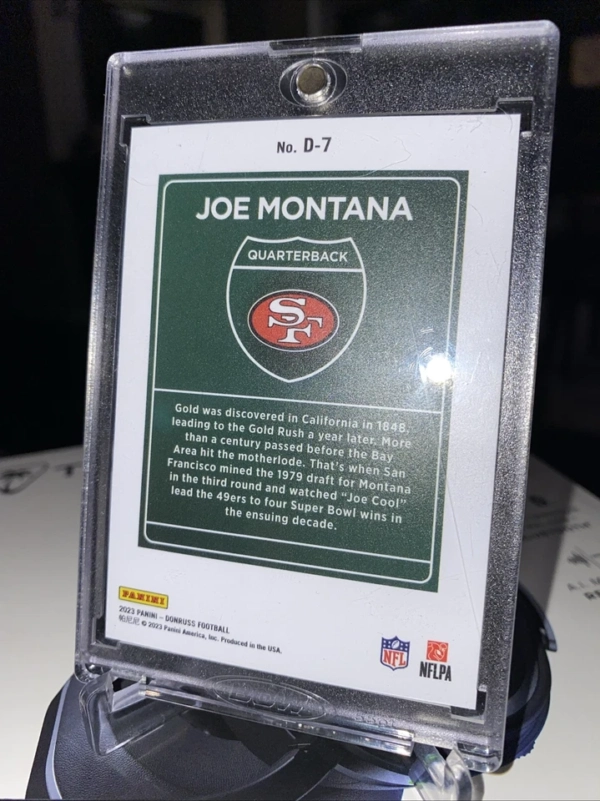 No. D-7
JOE MONTANA
QUARTERBACK
SF
Gold was discovered in California in 1848,
leading to the Gold Rush a year later. More
than a century passed before the Bay
Area hit the motherlode. That's when San
Francisco mined the 1979 draft for Montana
in the third round and watched "Joe Cool"
lead the 49ers to four Super Bowl wins in
the ensuing decade.
PANINI
2023 PANINI – DONRUSS FOOTBALL
帕尼尼 © 2023 Panini America, Inc. Produced in the USA.
NFL
NFLPA